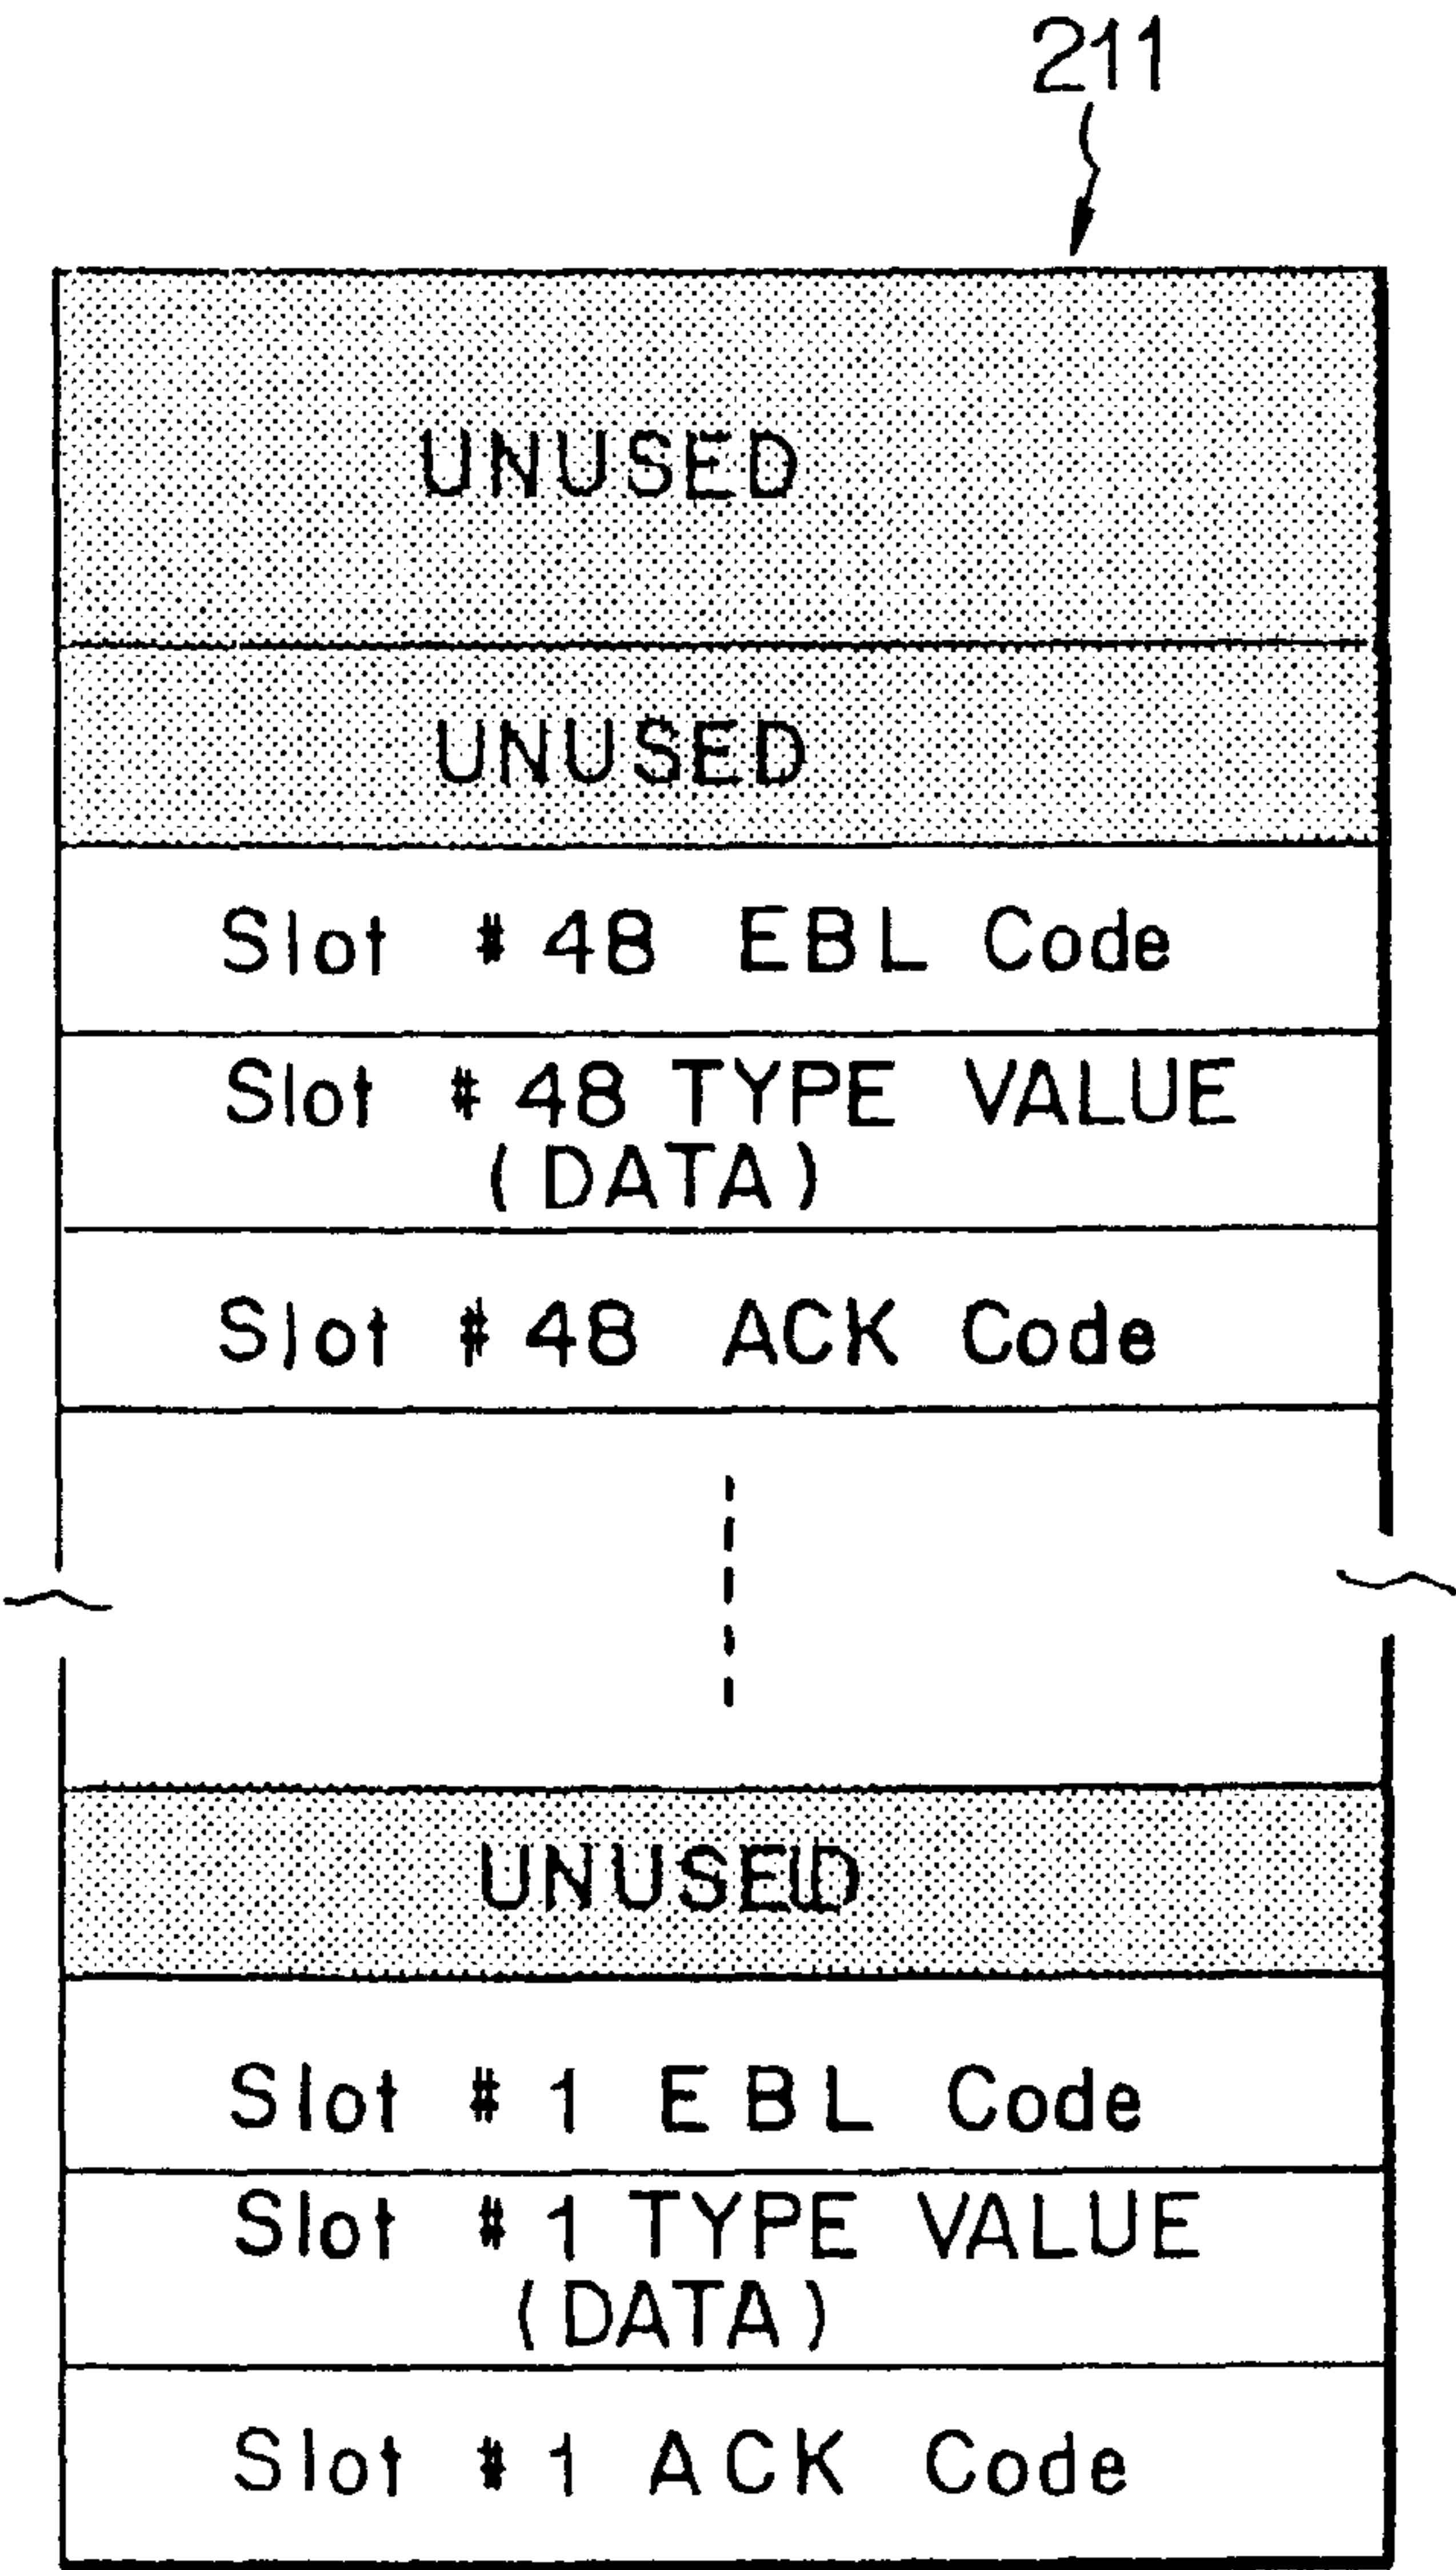 211
UNUSED
UNUSED
Slot # 48 EBL Code
Slot # 48 TYPE VALUE
(DATA)
Slot # 48 ACK Code
UNUSED
Slot # 1 EBL Code
Slot # 1 TYPE VALUE
(DATA)
Slot # 1 ACK Code